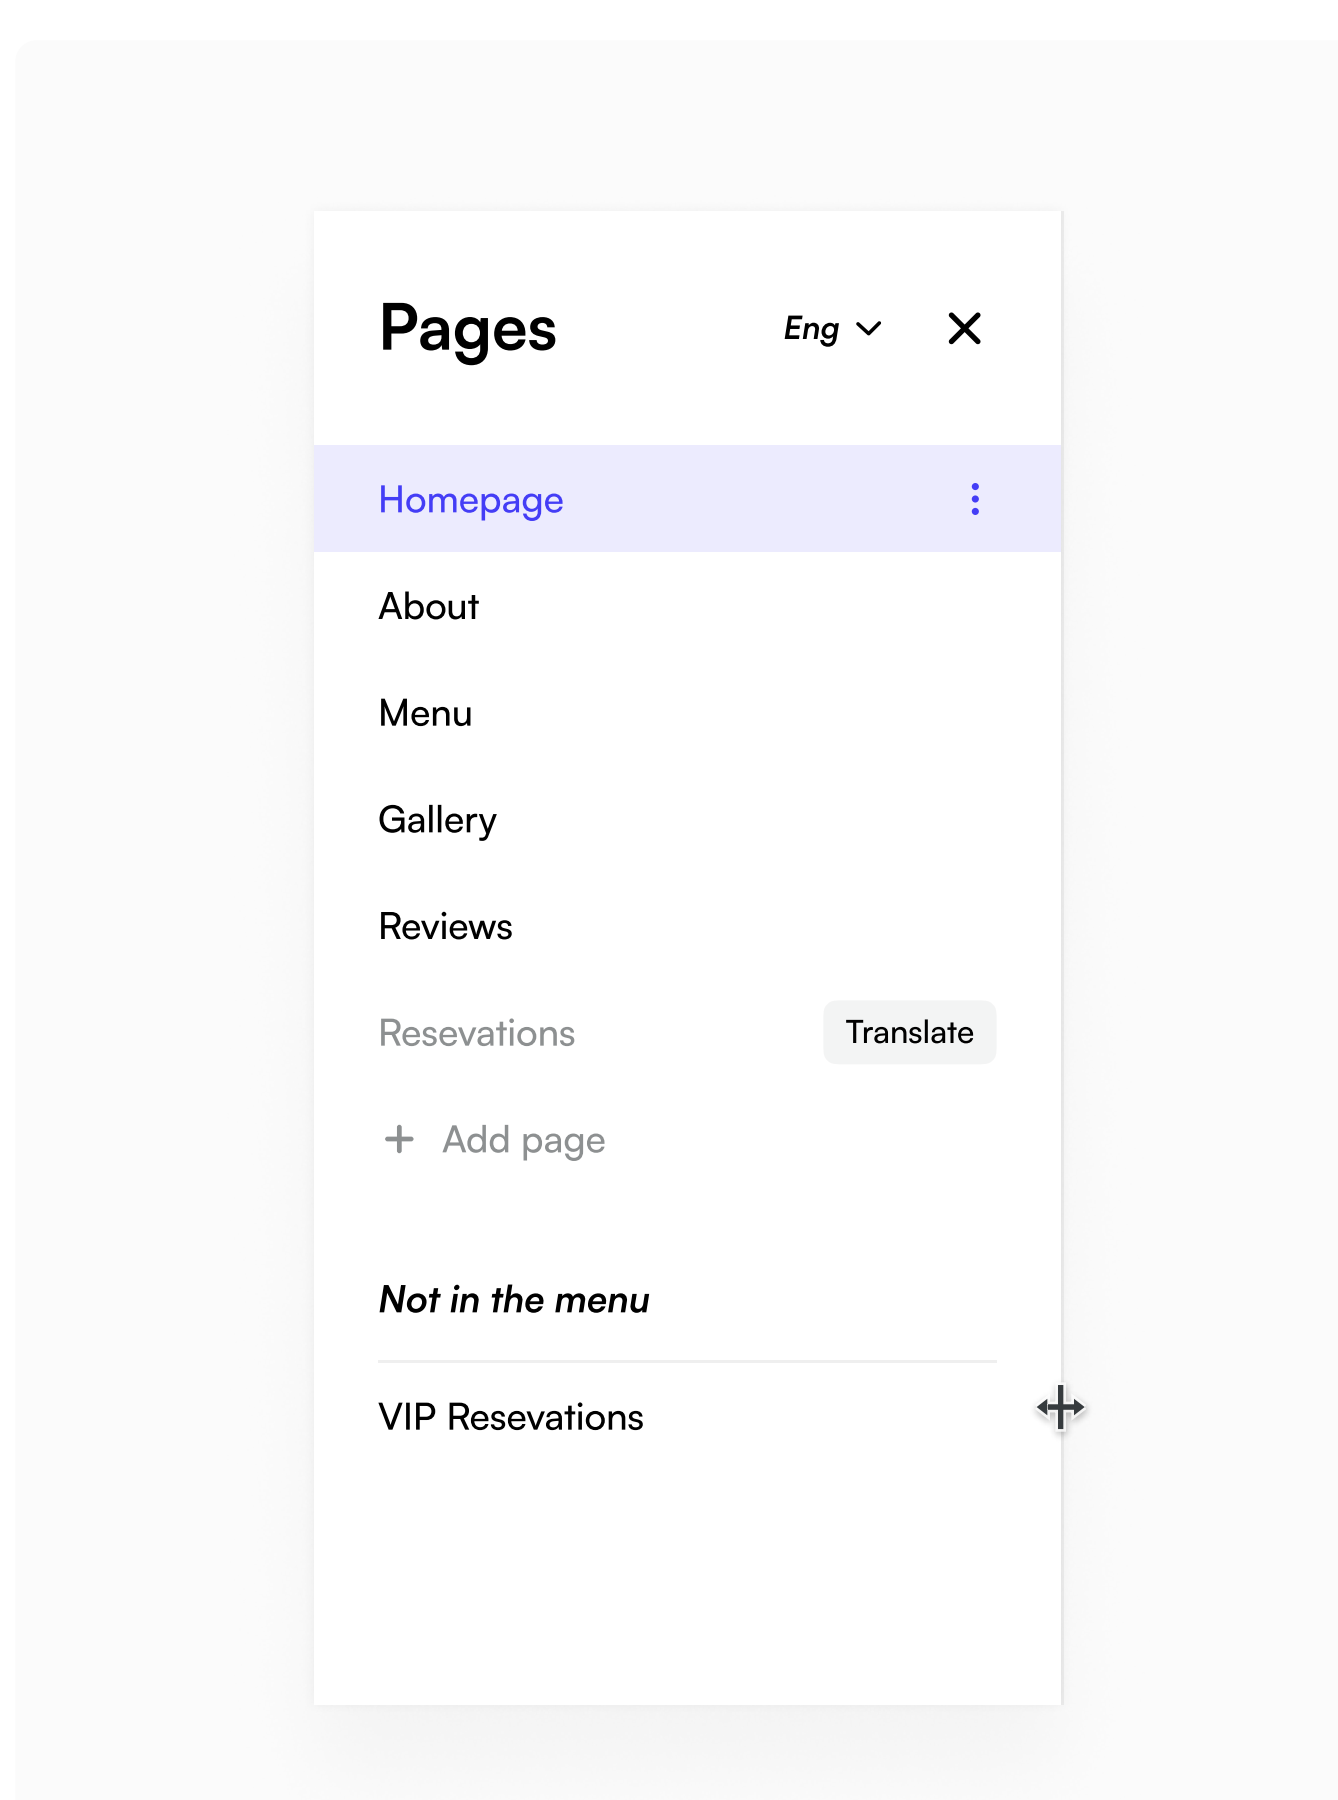 Pages
Eng
Homepage
About
Menu
Gallery
Reviews
Resevations
Translate
Add page
Not in the menu
VIP Resevations